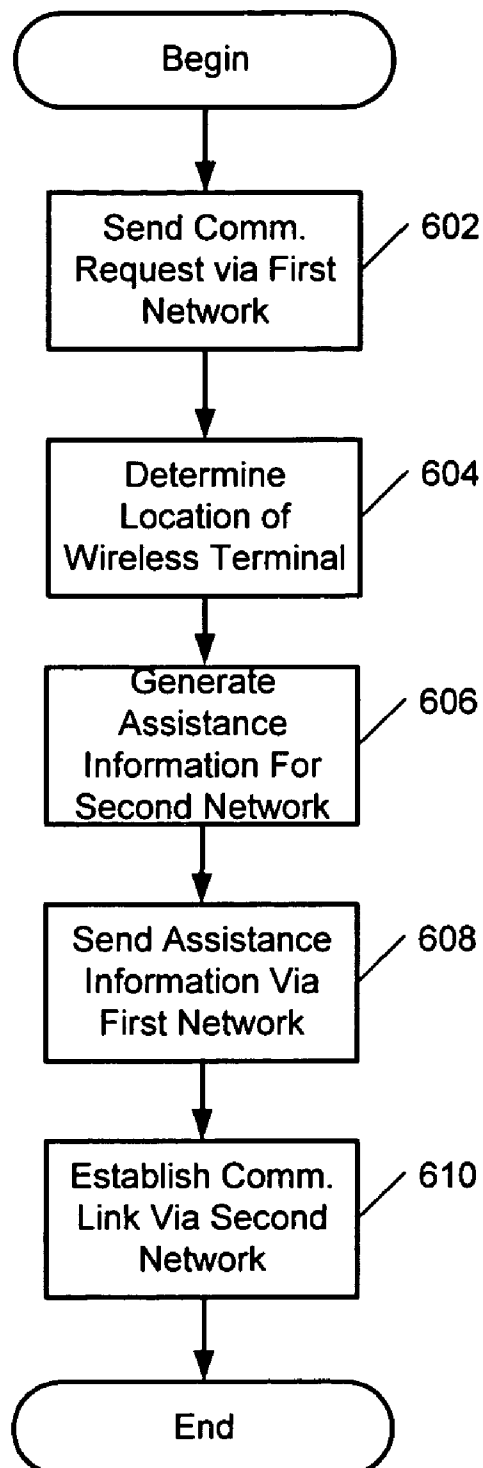 Begin
Send Comm.
Request via First
Network
602
Determine
Location of
Wireless Terminal
604
Generate
Assistance
Information For
Second Network
606
Send Assistance
Information Via
First Network
608
Establish Comm.
Link Via Second
Network
610
End